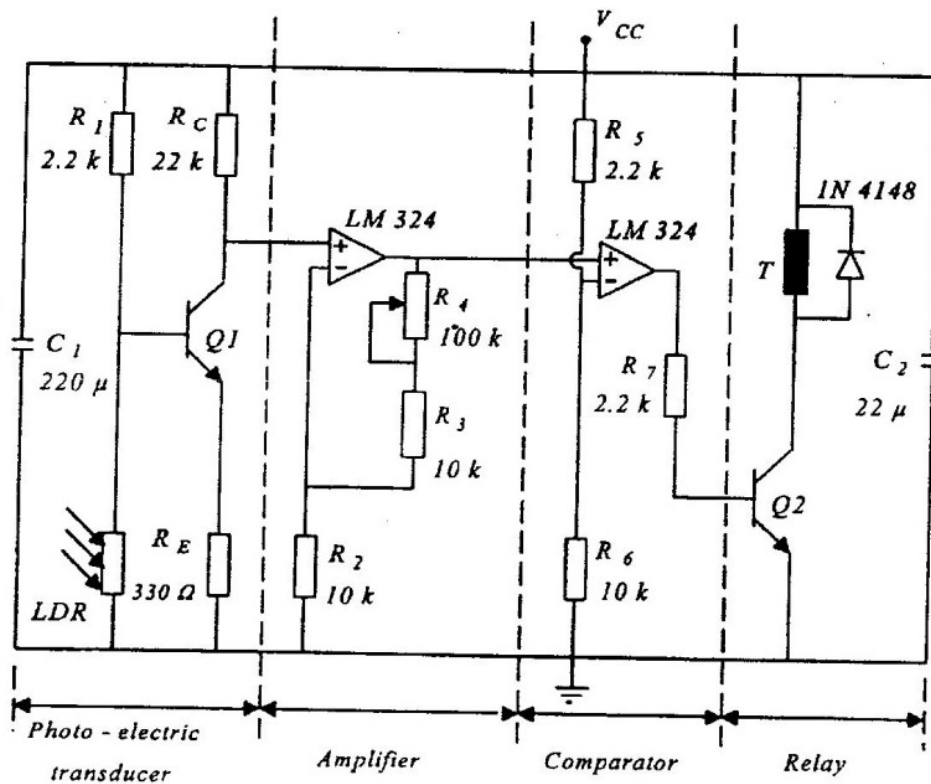 V CC
R 1
2.2 k
R C
22 k
R 5
2.2 k
1N 4148
LM 324
LM 324
+
-
+
-
T
R 4
100 k
Q1
C 1
220 µ
R 7
2.2 k
C 2
22 µ
R 3
10 k
Q2
R E
330 Ω
R 2
10 k
R 6
10 k
LDR
Photo - electric
transducer
Amplifier
Comparator
Relay